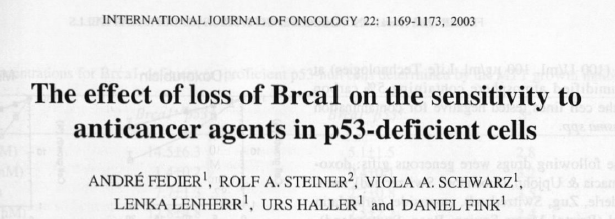 INTERNATIONAL JOURNAL OF ONCOLOGY 22: 1169-1173, 2003
The effect of loss of Brca1 on the sensitivity to
anticancer agents in p53-deficient cells
ANDRÉ FEDIER1, ROLF A. STEINER2, VIOLA A. SCHWARZ1,
LENKA LENHERR1, URS HALLER1 and DANIEL FINK1